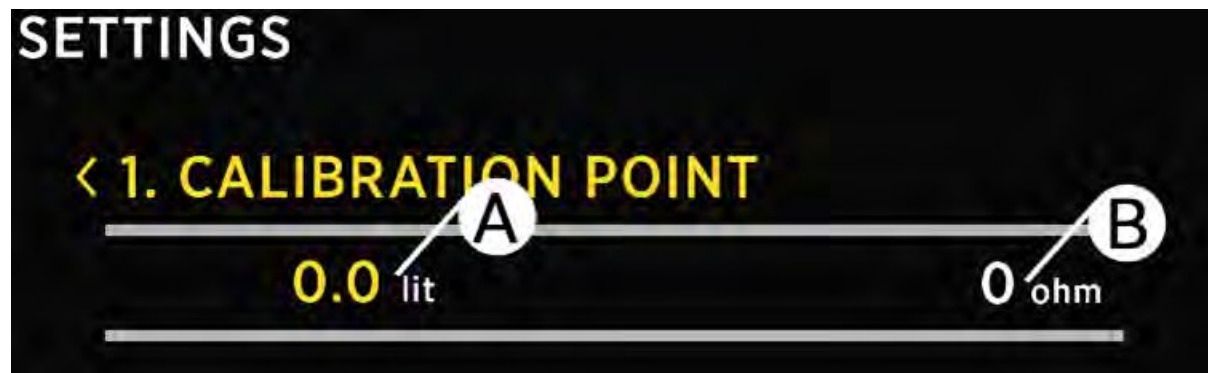 SETTINGS
< 1. CALIBRATION POINT
A
B
0.0 lit 0 ohm